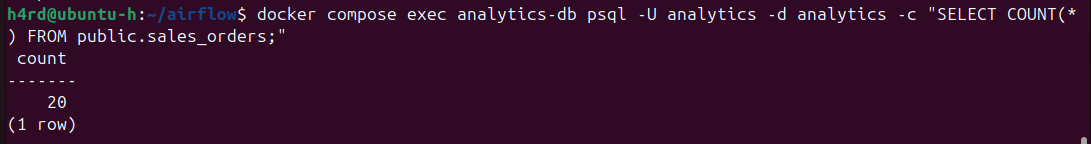 h4rd@ubuntu-h:~/airflow$ docker compose exec analytics-db psql -U analytics -d analytics -c "SELECT COUNT(*
) FROM public.sales_orders;"
 count
-------
    20
(1 row)